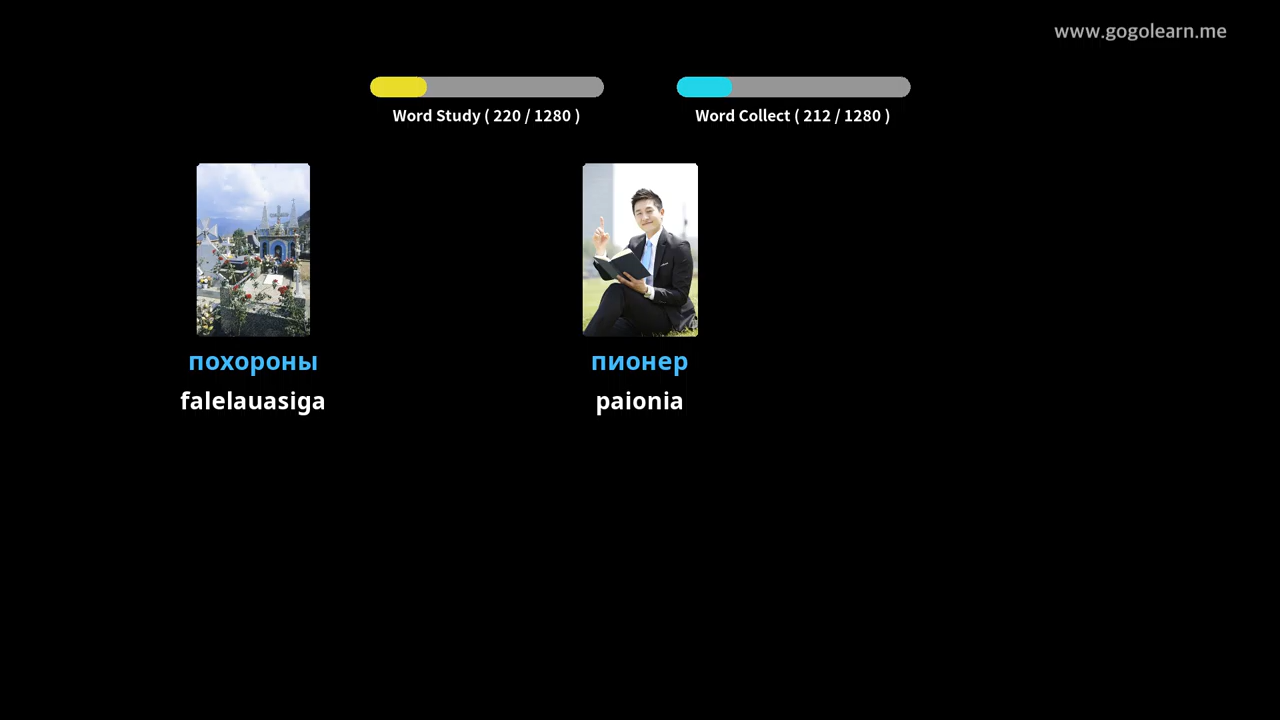 www.gogolearn.me
Word Study ( 220 / 1280 )
Word Collect ( 212 / 1280 )
похороны
falelauasiga
пионер
paionia